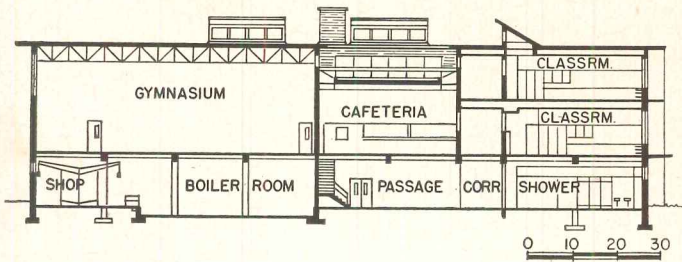 CLASSRM.
GYMNASIUM
CAFETERIA
CLASSRM.
SHOP BOILER ROOM PASSAGE CORR SHOWER
0 10 20 30